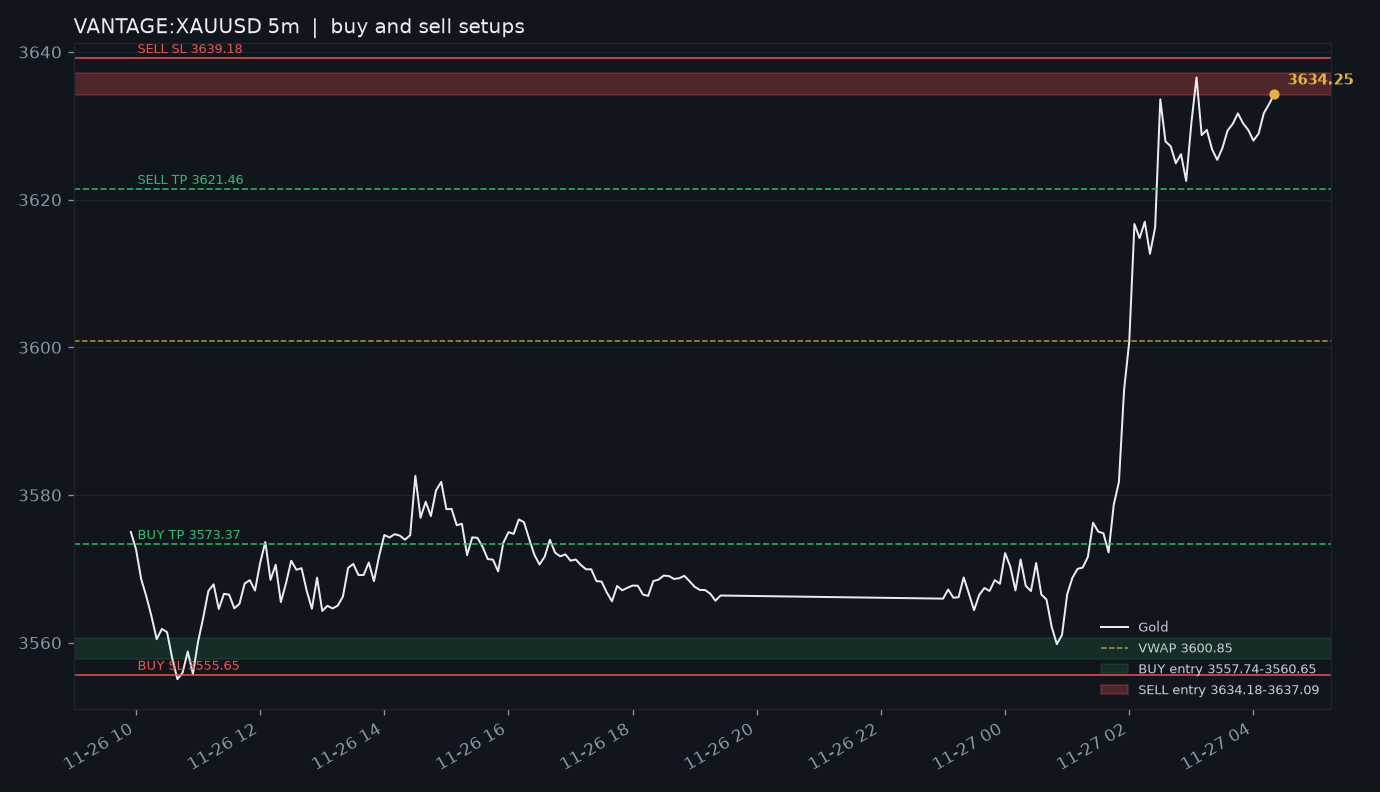 VANTAGE:XAUUSD 5m | buy and sell setups
3640
SELL SL 3639.18
3634.25
SELL TP 3621.46
3620
3600
3580
BUY TP 3573.37
3560
BUY SL 3555.65
Gold
VWAP 3600.85
BUY entry 3557.74-3560.65
SELL entry 3634.18-3637.09
11-26 10
11-26 12
11-26 14
11-26 16
11-26 18
11-26 20
11-26 22
11-27 00
11-27 02
11-27 04